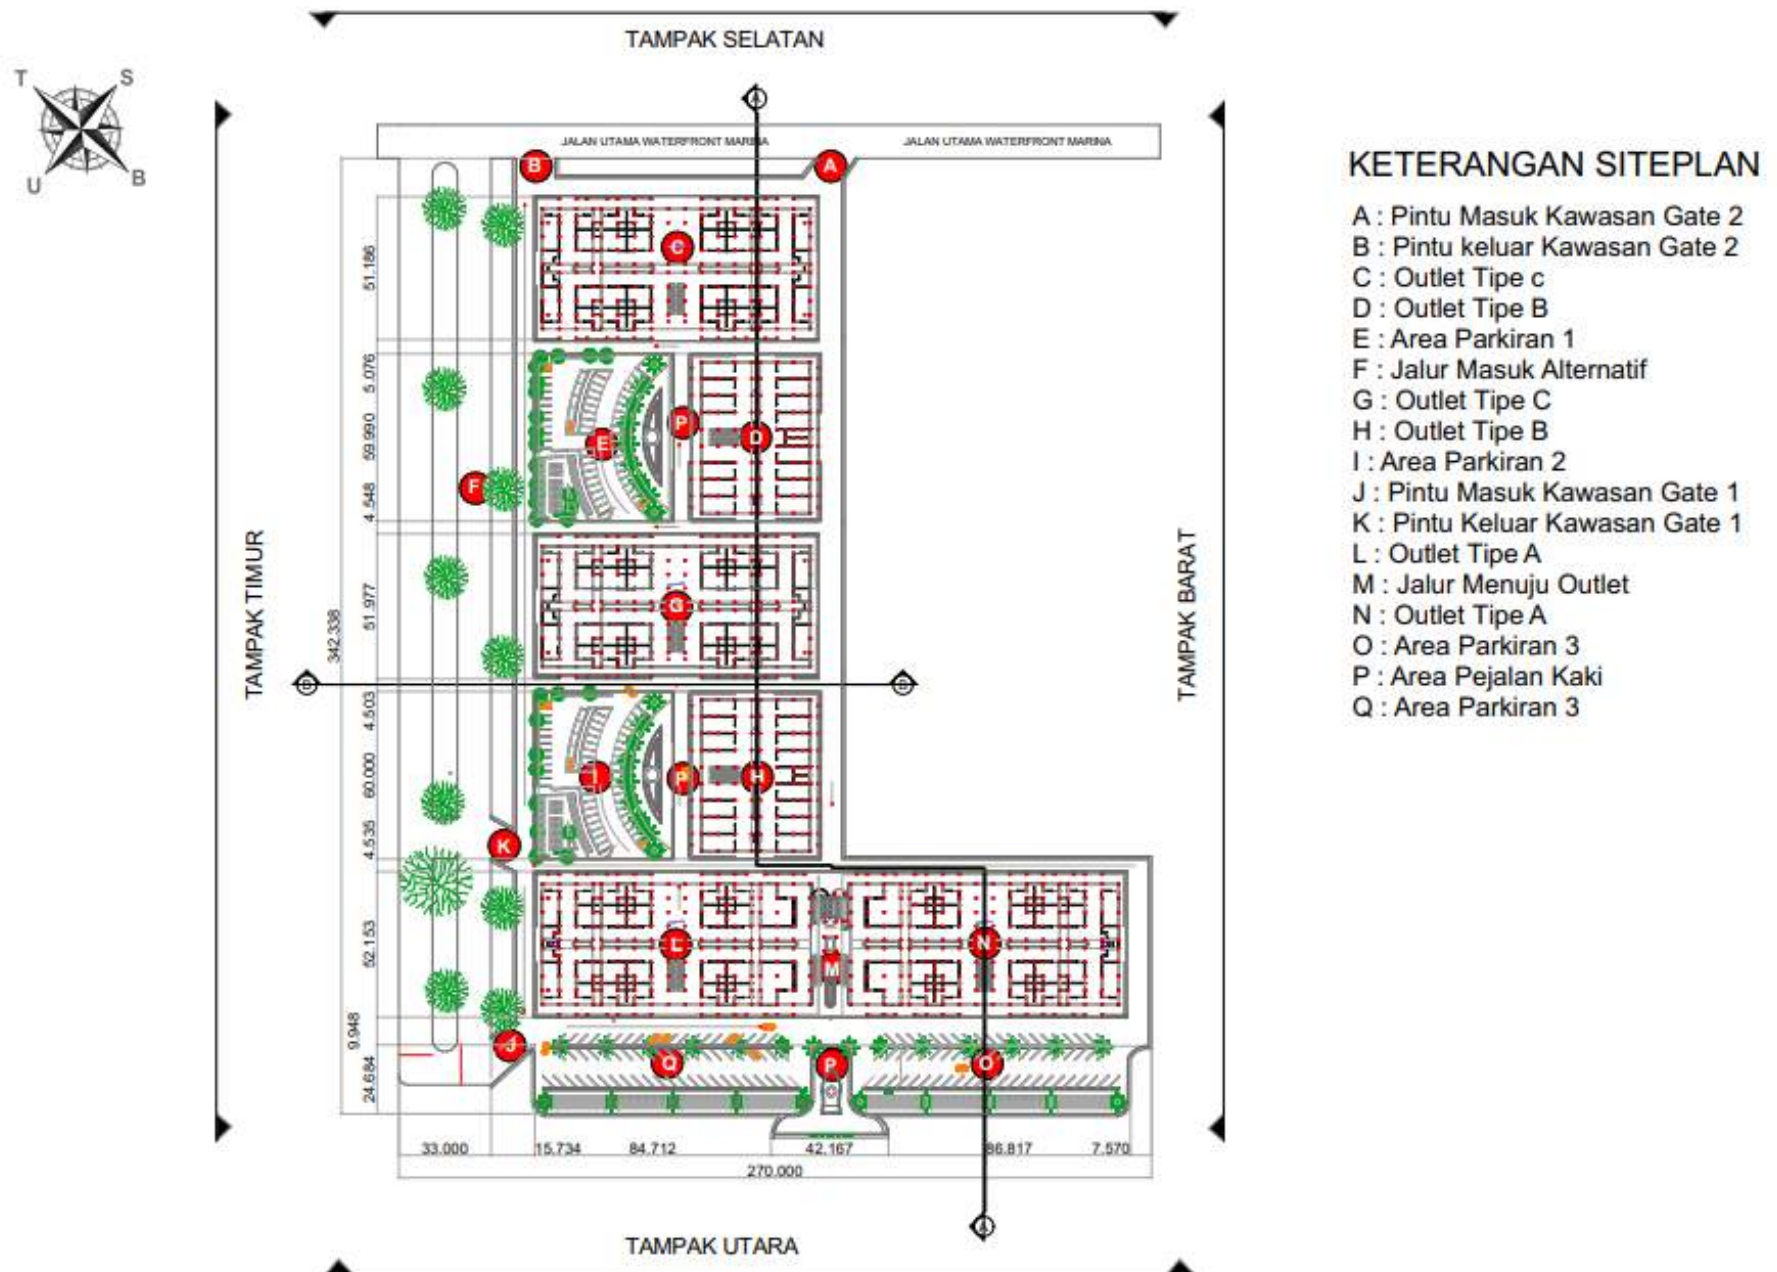 TAMPAK SELATAN
T
S
U
B
JALAN UTAMA WATERFRONT MARINA
JALAN UTAMA WATERFRONT MARINA
A
B
A
C
E
P
D
F
G
I
P
H
K
L
M
N
J
Q
P
O
A
51.186
5.076
59.990
4.548
51.977
342.338
4.503
60.000
4.535
52.153
9.948
24.684
33.000
15.734
84.712
42.167
86.817
7.570
270.000
TAMPAK TIMUR
TAMPAK BARAT
TAMPAK UTARA
KETERANGAN SITEPLAN
A : Pintu Masuk Kawasan Gate 2
B : Pintu keluar Kawasan Gate 2
C : Outlet Tipe c
D : Outlet Tipe B
E : Area Parkiran 1
F : Jalur Masuk Alternatif
G : Outlet Tipe C
H : Outlet Tipe B
I : Area Parkiran 2
J : Pintu Masuk Kawasan Gate 1
K : Pintu Keluar Kawasan Gate 1
L : Outlet Tipe A
M : Jalur Menuju Outlet
N : Outlet Tipe A
O : Area Parkiran 3
P : Area Pejalan Kaki
Q : Area Parkiran 3